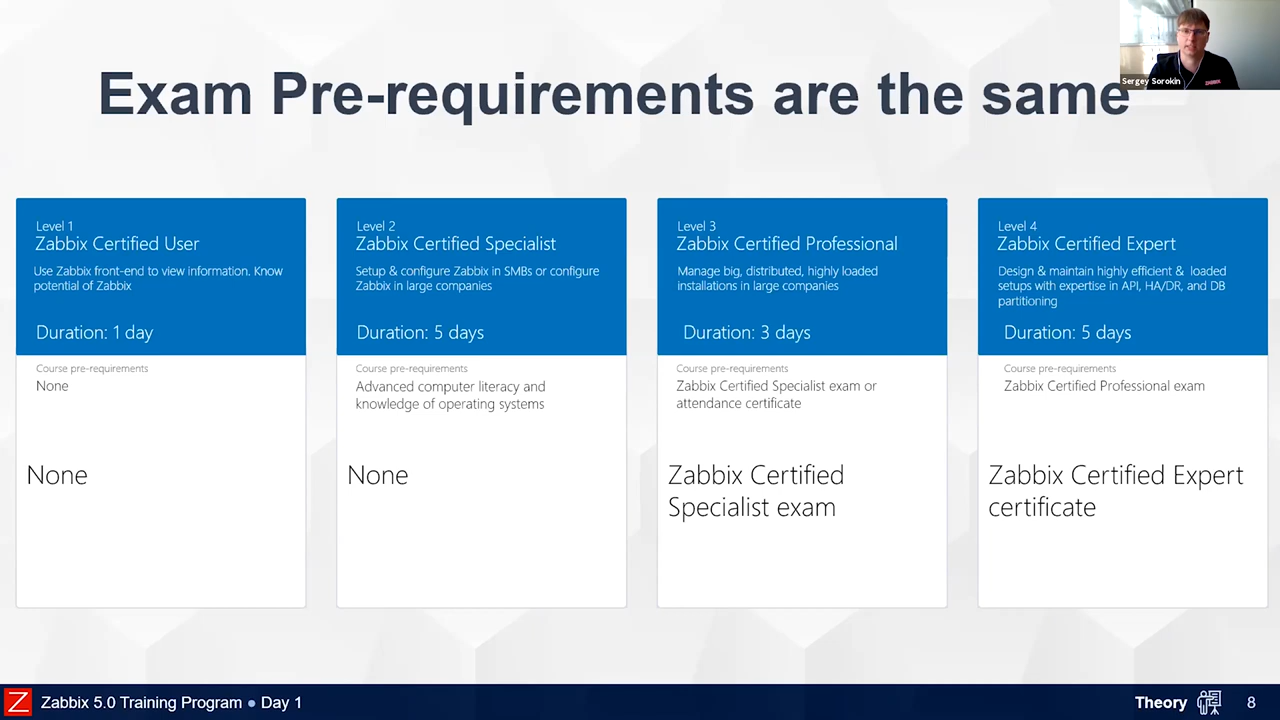 Exam Pre-requirements are the same
Sergey Sorokin
Level 1
Zabbix Certified User
Use Zabbix front-end to view information. Know
potential of Zabbix
Duration: 1 day
Course pre-requirements
None
None
Level 2
Zabbix Certified Specialist
Setup & configure Zabbix in SMBs or configure
Zabbix in large companies
Duration: 5 days
Course pre-requirements
Advanced computer literacy and
knowledge of operating systems
None
Level 3
Zabbix Certified Professional
Manage big, distributed, highly loaded
installations in large companies
Duration: 3 days
Course pre-requirements
Zabbix Certified Specialist exam or
attendance certificate
Zabbix Certified
Specialist exam
Level 4
Zabbix Certified Expert
Design & maintain highly efficient & loaded
setups with expertise in API, HA/DR, and DB
partitioning
Duration: 5 days
Course pre-requirements
Zabbix Certified Professional exam
Zabbix Certified Expert
certificate
Z Zabbix 5.0 Training Program • Day 1
Theory 8